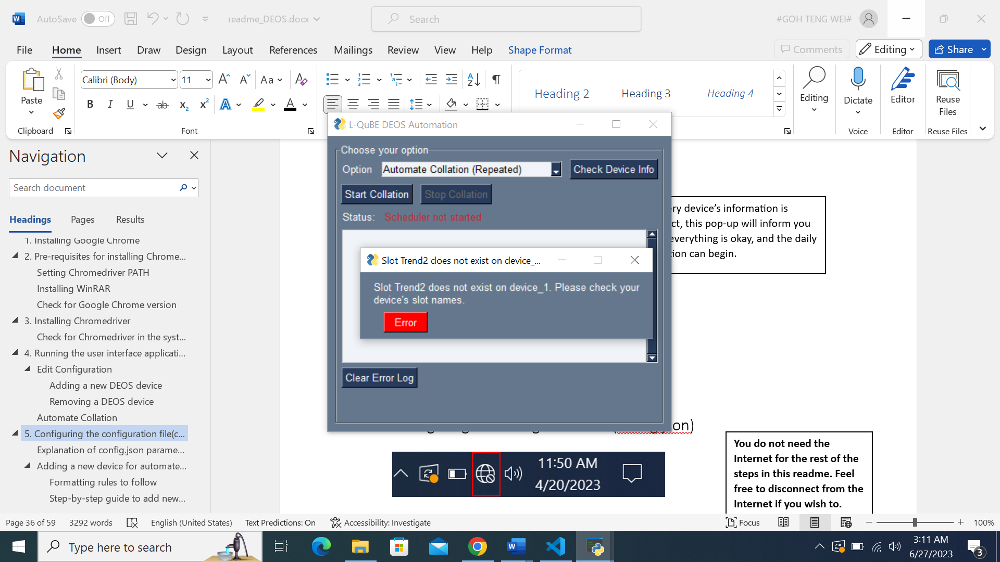 AutoSave
Off
readme_DEOS.docx
Search
#GOH TENG WEI#
File
Home
Insert
Draw
Design
Layout
References
Mailings
Review
View
Help
Shape Format
Comments
Editing
Share
Paste
Calibri (Body)
11
Aa
Heading 2
Heading 3
Heading 4
Editing
Dictate
Editor
Reuse
Files
Clipboard
Font
Voice
Editor
Reuse Files
Navigation
Search document
Headings
Pages
Results
1. Installing Google Chrome
2. Pre-requisites for installing Chrome...
Setting Chromedriver PATH
Installing WinRAR
Check for Google Chrome version
3. Installing Chromedriver
Check for Chromedriver in the syst...
4. Running the user interface applicati...
Edit Configuration
Adding a new DEOS device
Removing a DEOS device
Automate Collation
5. Configuring the configuration file(c...
Explanation of config.json parame...
Adding a new device for automate...
Formatting rules to follow
Step-by-step guide to add new...
L-QuBE DEOS Automation
Choose your option
Option
Automate Collation (Repeated)
Check Device Info
Start Collation
Stop Collation
Status:
Scheduler not started
Slot Trend2 does not exist on device_...
Slot Trend2 does not exist on device_1. Please check your
device's slot names.
Error
Clear Error Log
ry device’s information is
ct, this pop-up will inform you
everything is okay, and the daily
tion can begin.
on)
11:50 AM
4/20/2023
You do not need the
Internet for the rest of the
steps in this readme. Feel
free to disconnect from the
Internet if you wish to.
Page 36 of 59
3292 words
English (United States)
Text Predictions: On
Accessibility: Investigate
Focus
100%
Type here to search
3:11 AM
6/27/2023
3